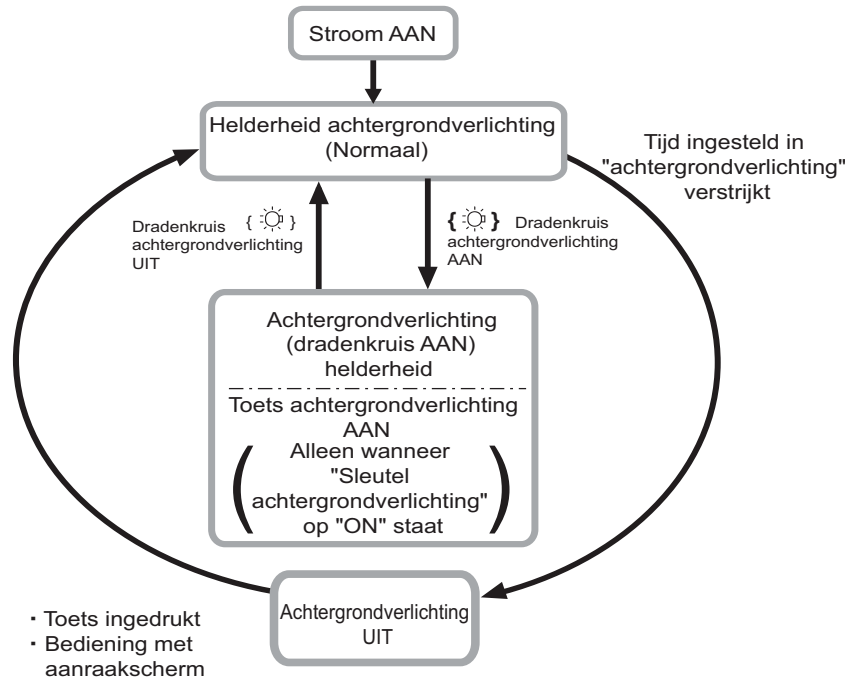 Stroom AAN
Helderheid achtergrondverlichting
(Normaal)
Tijd ingesteld in
"achtergrondverlichting"
verstrijkt
Dradenkruis { }
achtergrondverlichting
UIT
{ } Dradenkruis
achtergrondverlichting
AAN
Achtergrondverlichting
(dradenkruis AAN)
helderheid
Toets achtergrondverlichting
AAN
( Alleen wanneer
"Sleutel
achtergrondverlichting"
op "ON" staat )
Achtergrondverlichting
UIT
・Toets ingedrukt
・Bediening met
aanraakscherm